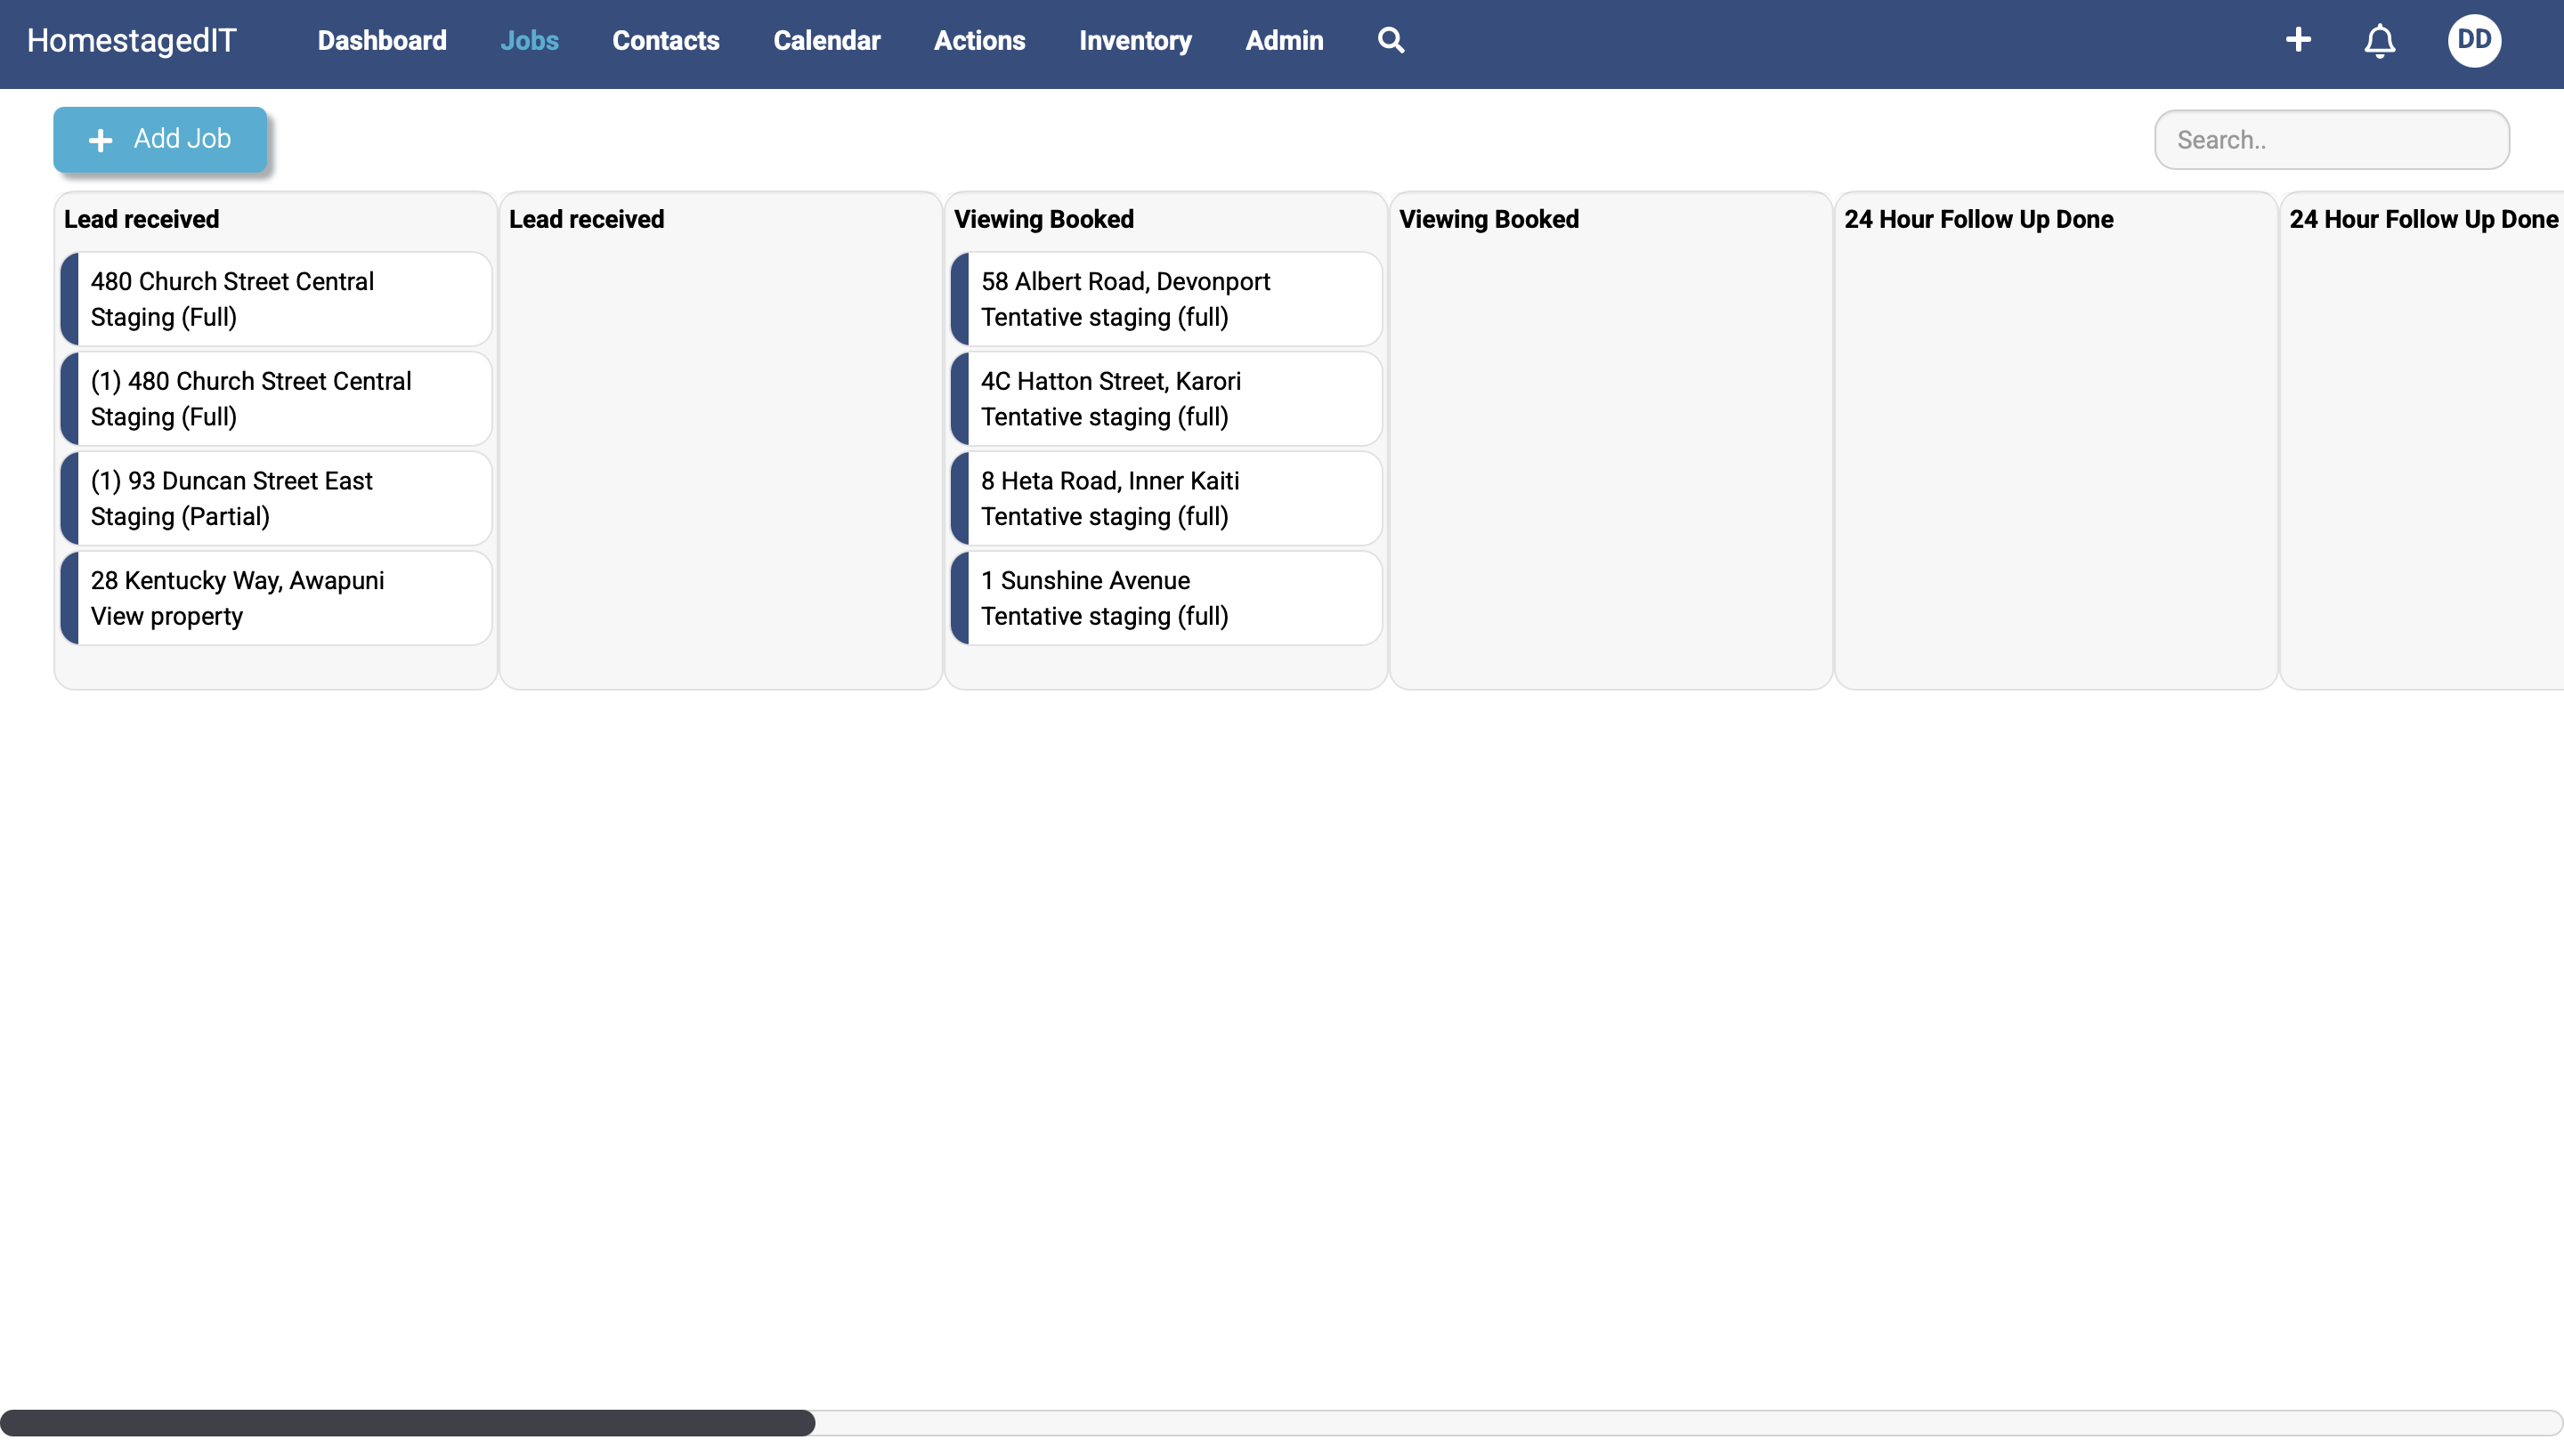 HomestagedIT Dashboard Jobs Contacts Calendar Actions Inventory Admin DD
Add Job Search..
Lead received
480 Church Street Central
Staging (Full)
(1) 480 Church Street Central
Staging (Full)
(1) 93 Duncan Street East
Staging (Partial)
28 Kentucky Way, Awapuni
View property
Lead received
Viewing Booked
58 Albert Road, Devonport
Tentative staging (full)
4C Hatton Street, Karori
Tentative staging (full)
8 Heta Road, Inner Kaiti
Tentative staging (full)
1 Sunshine Avenue
Tentative staging (full)
Viewing Booked
24 Hour Follow Up Done
24 Hour Follow Up Done